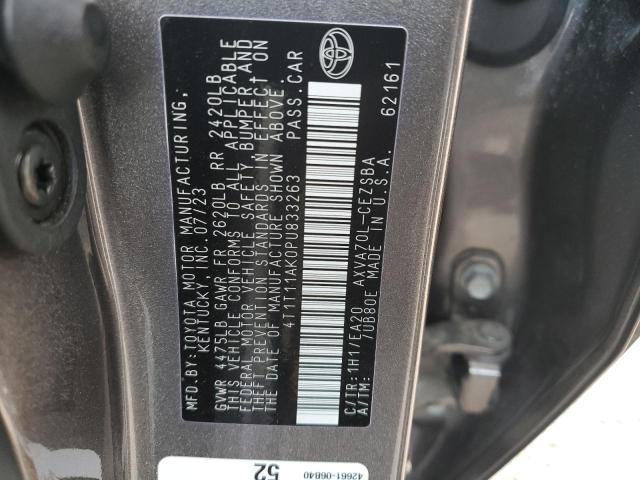 MFD.BY: TOYOTA MOTOR MANUFACTURING,
KENTUCKY, INC. 07/23
GVWR 4475LB GAWR FR 2620LB RR 2420LB
THIS VEHICLE CONFORMS TO ALL APPLICABLE
FEDERAL MOTOR VEHICLE SAFETY, BUMPER, AND
THEFT PREVENTION STANDARDS IN EFFECT ON
THE DATE OF MANUFACTURE SHOWN ABOVE.
4T1T11AK0PU833263 PASS.CAR
C/TR: 1H1/EA20 AXVA70L-CEZSBA
A/TM: /UB80E MADE IN U.S.A.
62161
42661-06B40
52